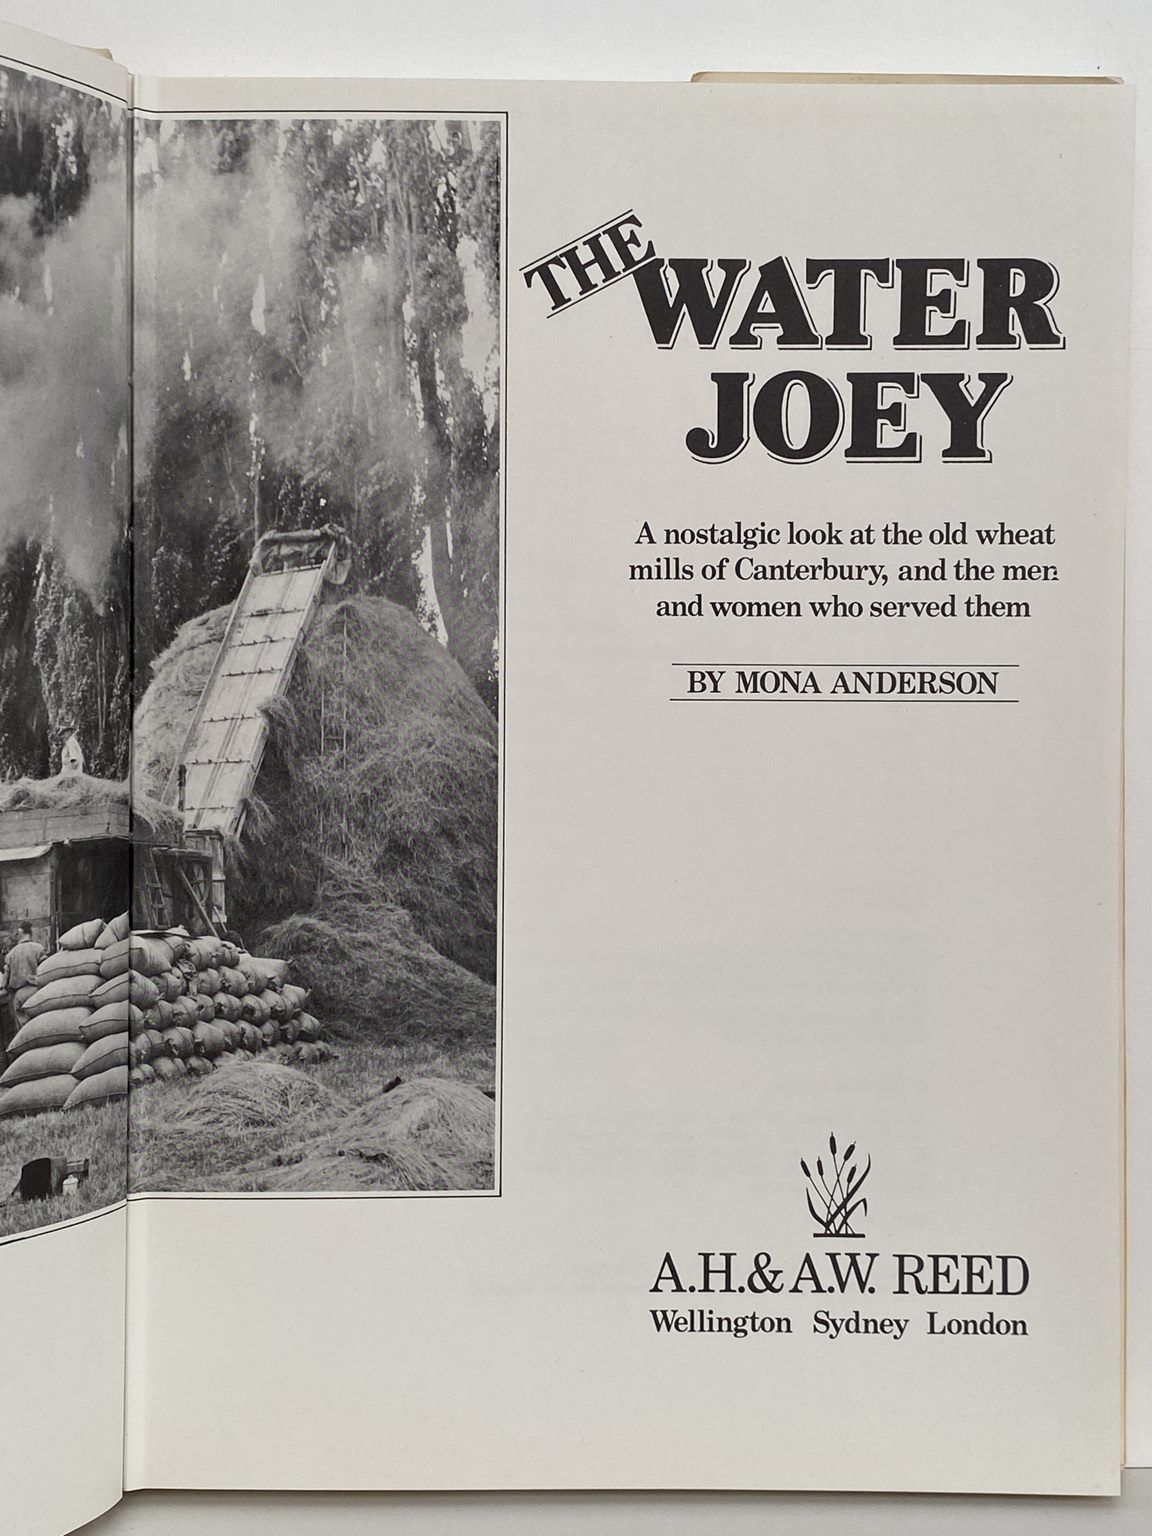 THE
WATER
JOEY
A nostalgic look at the old wheat
mills of Canterbury, and the men
and women who served them
BY MONA ANDERSON
A.H.& A.W. REED
Wellington Sydney London